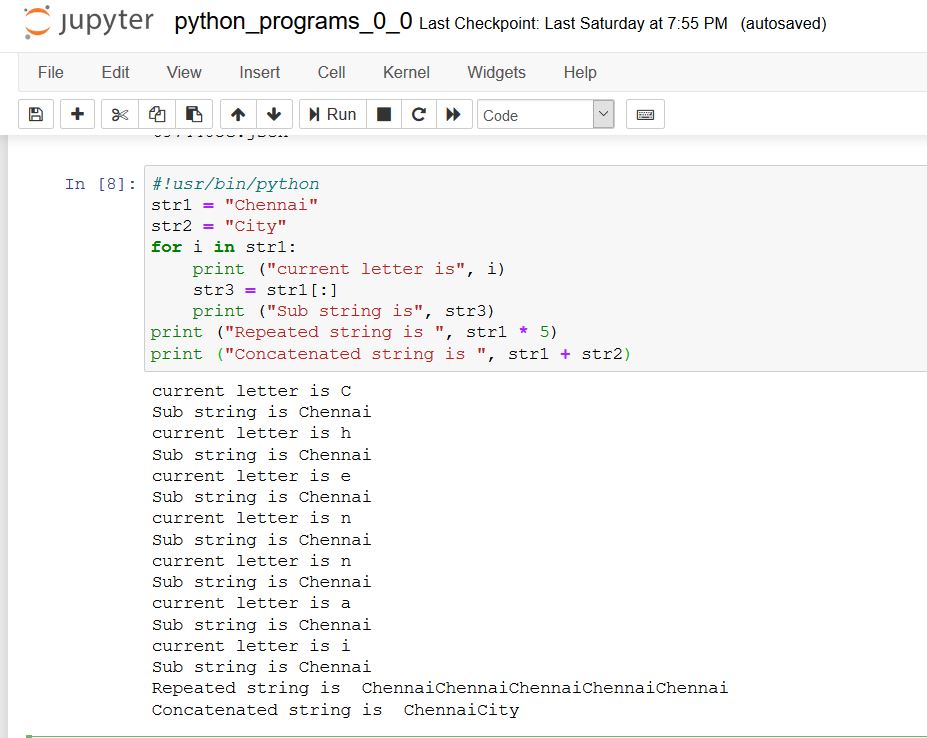 jupyter python_programs_0_0 Last Checkpoint: Last Saturday at 7:55 PM (autosaved)
File Edit View Insert Cell Kernel Widgets Help
Run Code
In [8]: #!usr/bin/python
str1 = "Chennai"
str2 = "City"
for i in str1:
    print ("current letter is", i)
    str3 = str1[:]
    print ("Sub string is", str3)
print ("Repeated string is ", str1 * 5)
print ("Concatenated string is ", str1 + str2)
current letter is C
Sub string is Chennai
current letter is h
Sub string is Chennai
current letter is e
Sub string is Chennai
current letter is n
Sub string is Chennai
current letter is n
Sub string is Chennai
current letter is a
Sub string is Chennai
current letter is i
Sub string is Chennai
Repeated string is  ChennaiChennaiChennaiChennaiChennai
Concatenated string is  ChennaiCity